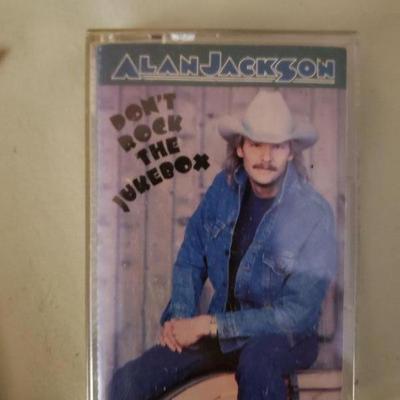 ALAN JACKSON
DON'T
ROCK
THE
JUKEBOX